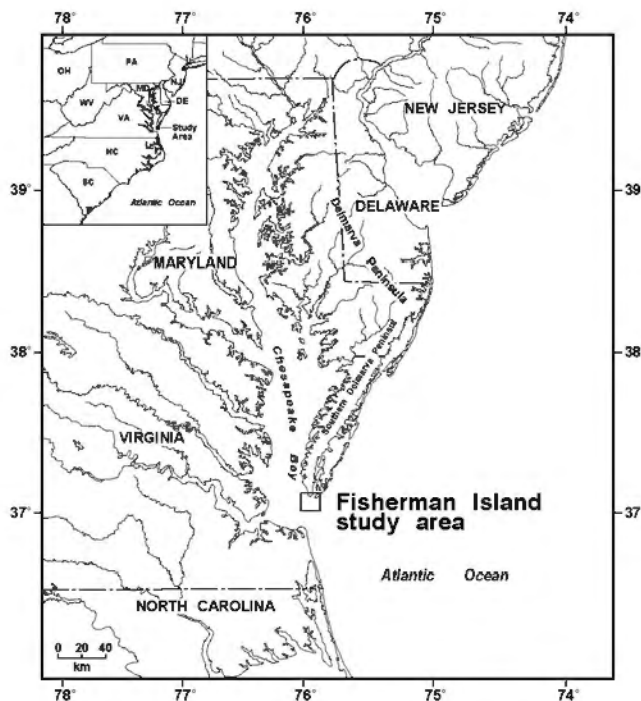 78° 77° 76° 75° 74°
OH
PA
MD
NJ
WV
DE
VA
Study
Area
NC
SC
Atlantic Ocean
NEW JERSEY
39° 39°
DELAWARE
Delmarva Peninsula
MARYLAND
38° 38°
Chesapeake Bay
Southern Delmarva Peninsul
VIRGINIA
37° 37°
Fisherman Island
study area
Atlantic Ocean
NORTH CAROLINA
0 20 40
km
78° 77° 76° 75° 74°